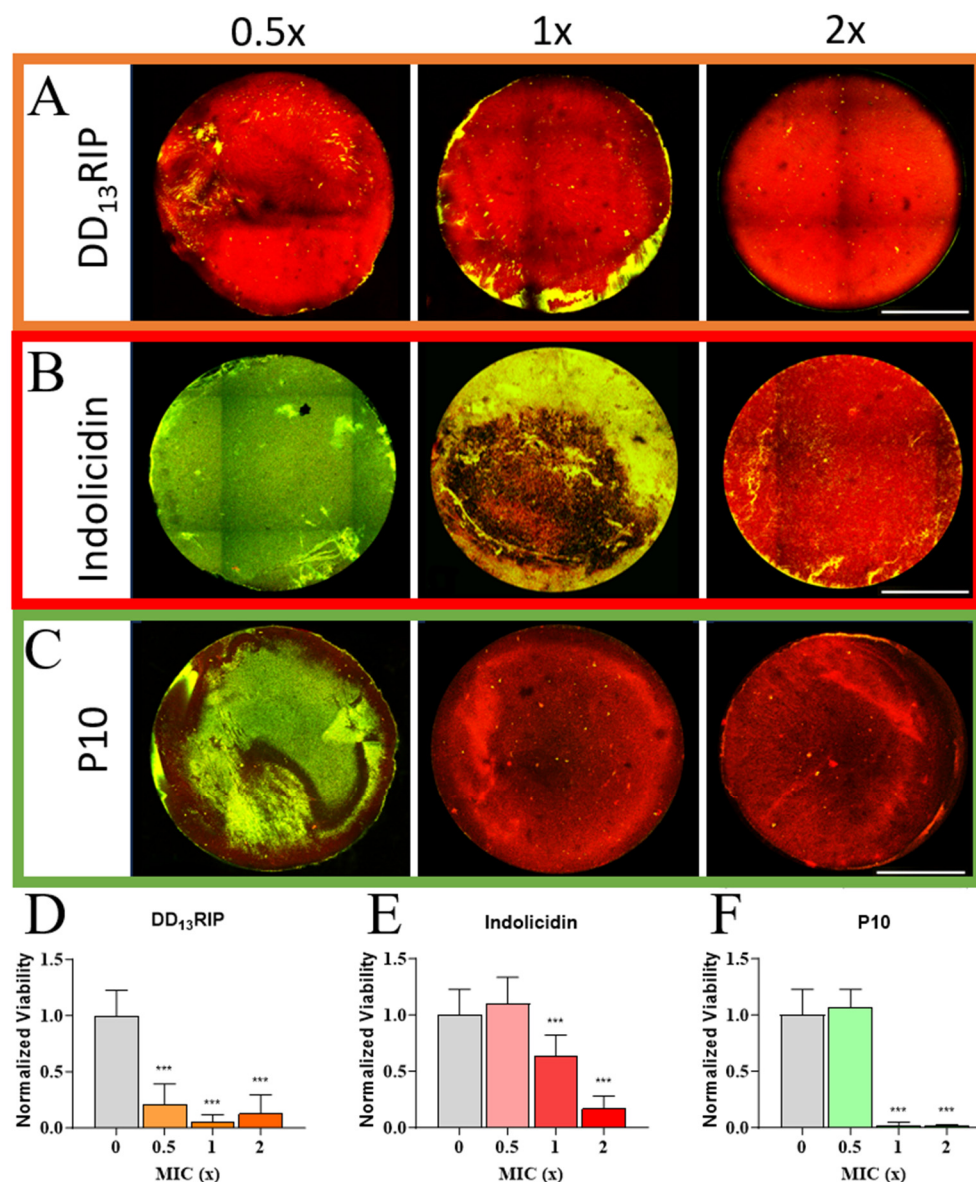 0.5x 1x 2x
A
DD₁₃RIP
B
Indolicidin
C
P10
D DD₁₃RIP
Normalized Viability
1.5
1.0
0.5
0.0
***
***
***
0 0.5 1 2
MIC (x)
E Indolicidin
Normalized Viability
1.5
1.0
0.5
0.0
***
***
0 0.5 1 2
MIC (x)
F P10
Normalized Viability
1.5
1.0
0.5
0.0
*** ***
0 0.5 1 2
MIC (x)